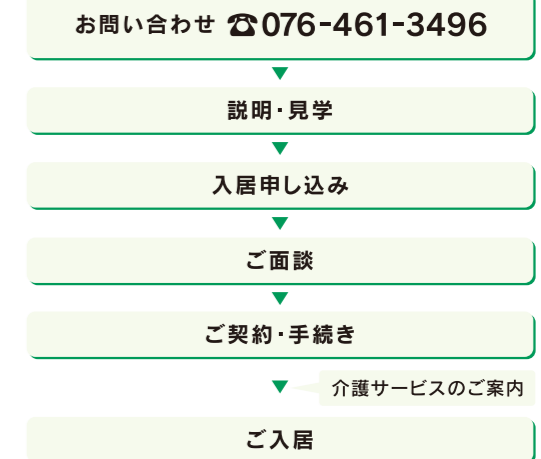 お問い合わせ ☎076-461-3496
説明・見学
入居申し込み
ご面談
ご契約・手続き
介護サービスのご案内
ご入居